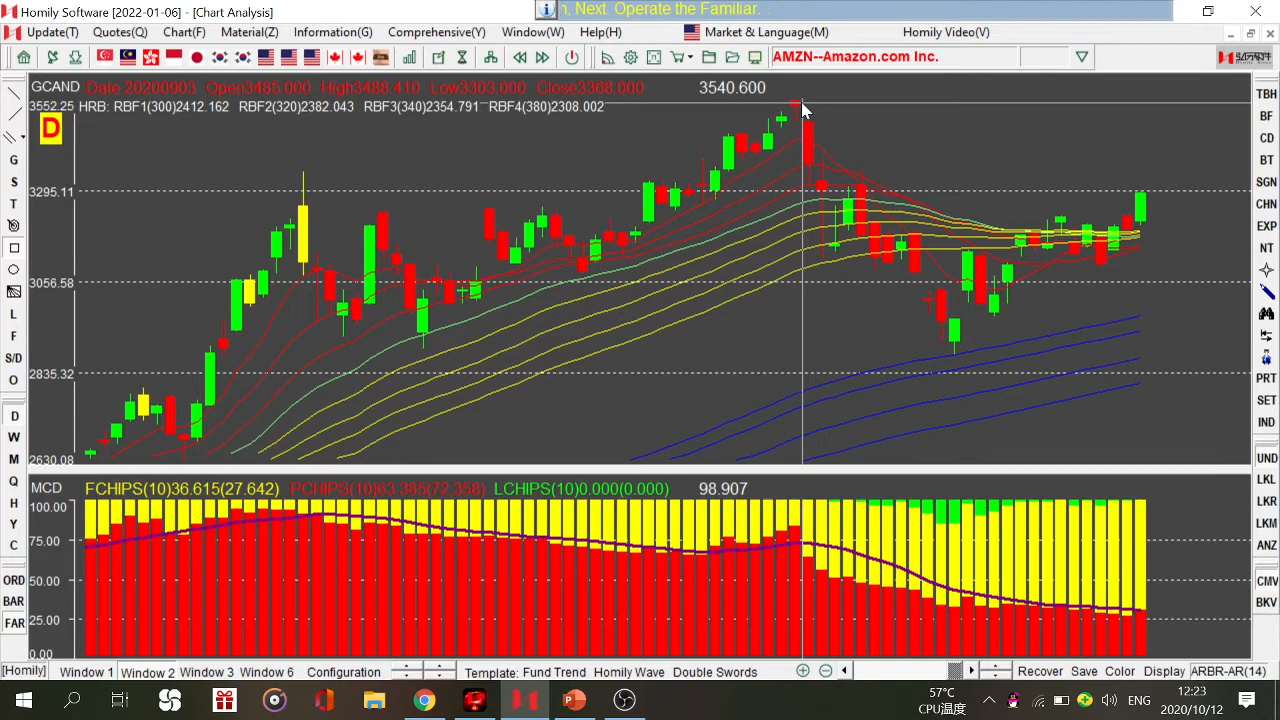 Homily Software [2022-01-06] - [Chart Analysis]
h, Next. Operate the Familiar. .
Update(T) Quotes(Z) Chart(F) Material(Z) Information(G) Comprehensive(Y) Window(W) Help(H) Market & Language(M) Homily Video(V)
AMZN--Amazon.com Inc.
GCAND Date 20200903 Open3485.000 High3488.410 Low3303.000 Close3368.000 3540.600
3552.25 HRB: RBF1(300)2412.162 RBF2(320)2382.043 RBF3(340)2354.791 RBF4(380)2308.002
D
3295.11
3056.58
2835.32
2630.08
MCD FCHIPS(10)36.615(27.642) PCHIPS(10)63.385(72.358) LCHIPS(10)0.000(0.000) 98.907
100.00
75.00
50.00
25.00
0.00
G
S
T
L
F
S/D
O
D
W
M
Q
H
Y
C
ORD
BAR
FAR
TBH
BF
CD
BT
SGN
CHN
EXP
NT
PRT
SET
IND
UND
LKL
LKR
LKM
ANZ
CMV
BKV
[Homily] Window 1 Window 2 Window 3 Window 6 Configuration Template: Fund Trend Homily Wave Double Swords Recover Save Color Display ARBR-AR(14)
57℃
CPU温度
ENG
12:23
2020/10/12